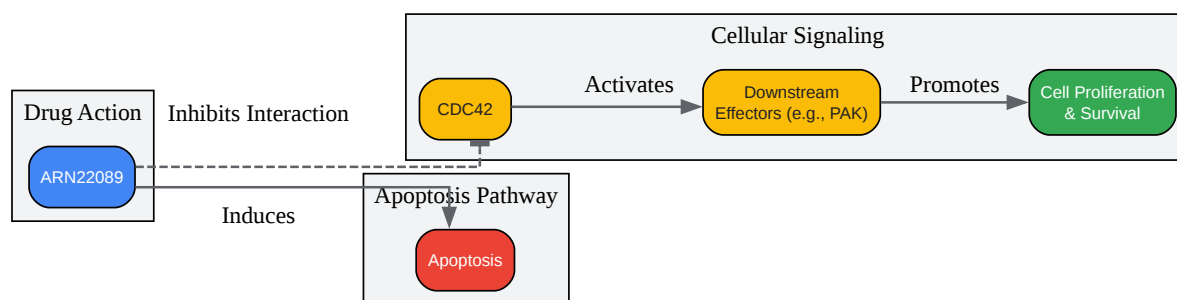 Cellular Signaling
Activates
Promotes
CDC42
Downstream
Effectors (e.g., PAK)
Cell Proliferation
& Survival
Drug Action
Inhibits Interaction
ARN22089
Induces
Apoptosis Pathway
Apoptosis